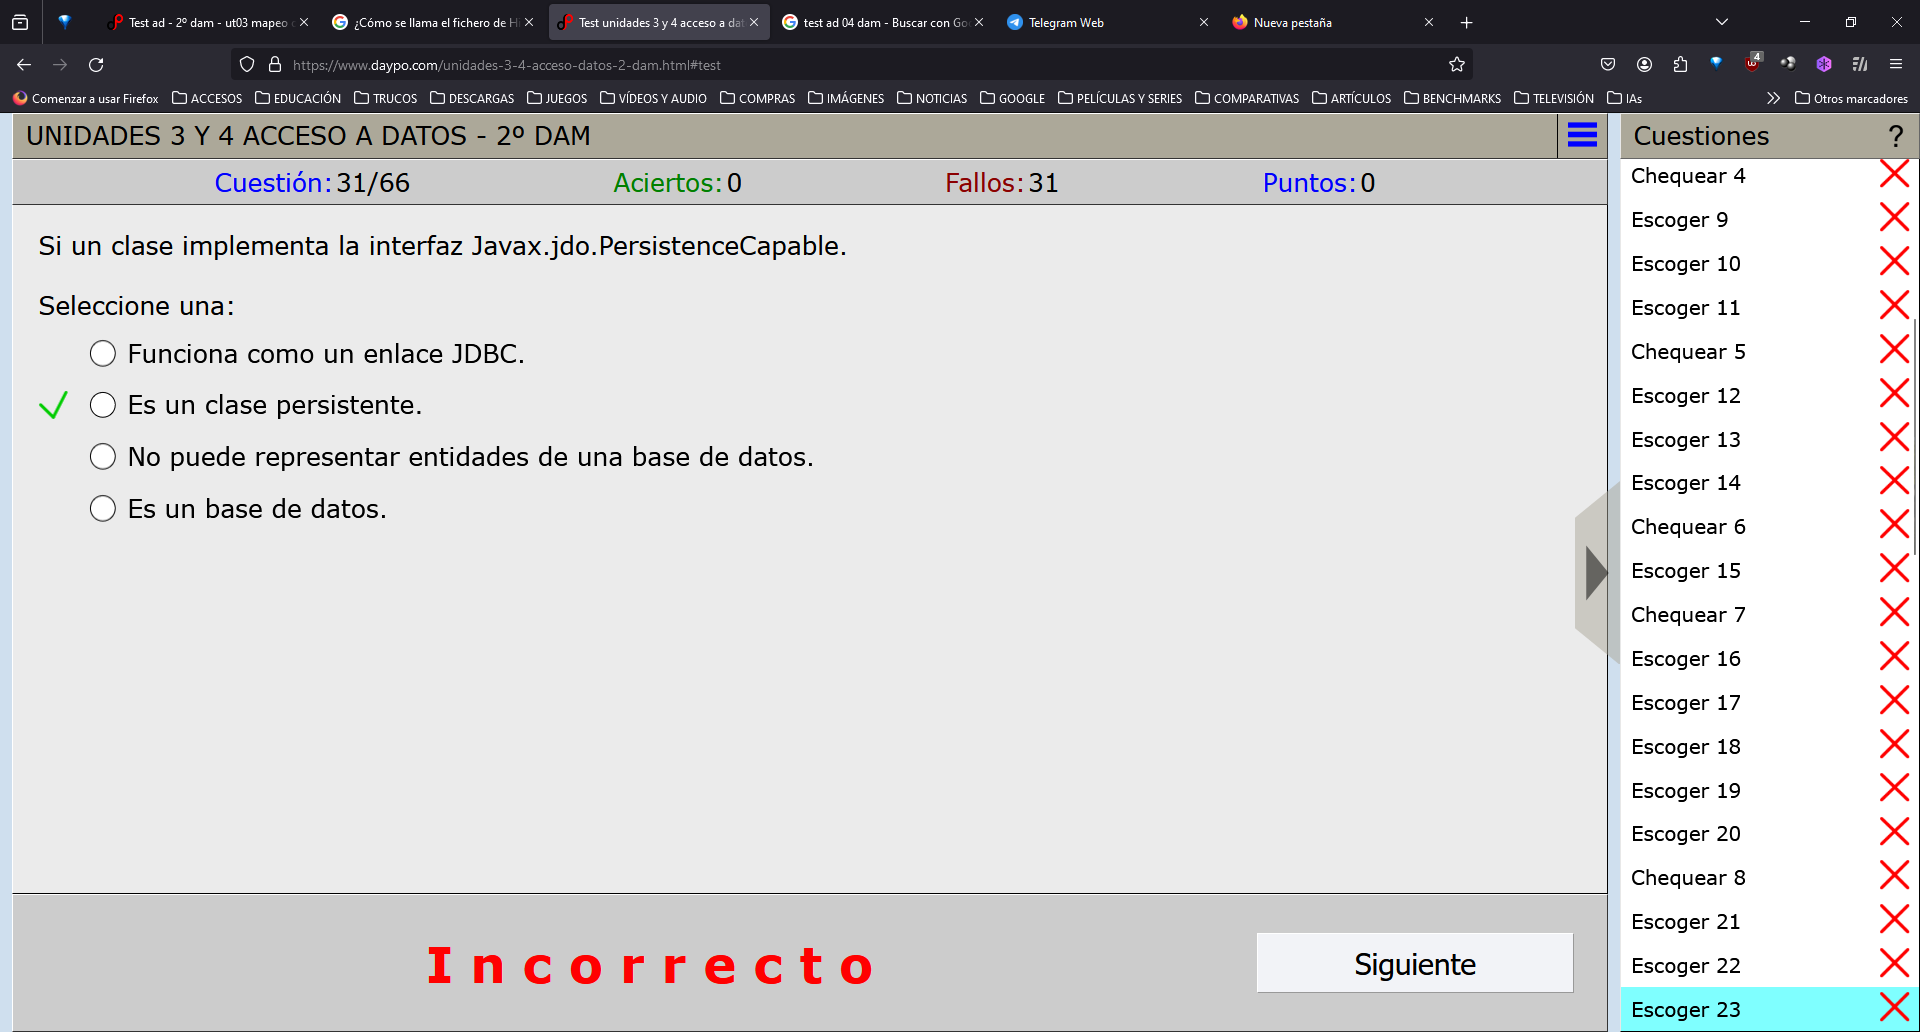 Test ad - 2º dam - ut03 mapeo
¿Cómo se llama el fichero de Hi
Test unidades 3 y 4 acceso a dat
test ad 04 dam - Buscar con Goo
Telegram Web
Nueva pestaña
https://www.daypo.com/unidades-3-4-acceso-datos-2-dam.html#test
4
Comenzar a usar Firefox
ACCESOS
EDUCACIÓN
TRUCOS
DESCARGAS
JUEGOS
VÍDEOS Y AUDIO
COMPRAS
IMÁGENES
NOTICIAS
GOOGLE
PELÍCULAS Y SERIES
COMPARATIVAS
ARTÍCULOS
BENCHMARKS
TELEVISIÓN
IAs
Otros marcadores
UNIDADES 3 Y 4 ACCESO A DATOS - 2º DAM
Cuestión: 31/66
Aciertos: 0
Fallos: 31
Puntos: 0
Si un clase implementa la interfaz Javax.jdo.PersistenceCapable.
Seleccione una:
Funciona como un enlace JDBC.
Es un clase persistente.
No puede representar entidades de una base de datos.
Es un base de datos.
Incorrecto
Siguiente
Cuestiones ?
Chequear 4
Escoger 9
Escoger 10
Escoger 11
Chequear 5
Escoger 12
Escoger 13
Escoger 14
Chequear 6
Escoger 15
Chequear 7
Escoger 16
Escoger 17
Escoger 18
Escoger 19
Escoger 20
Chequear 8
Escoger 21
Escoger 22
Escoger 23